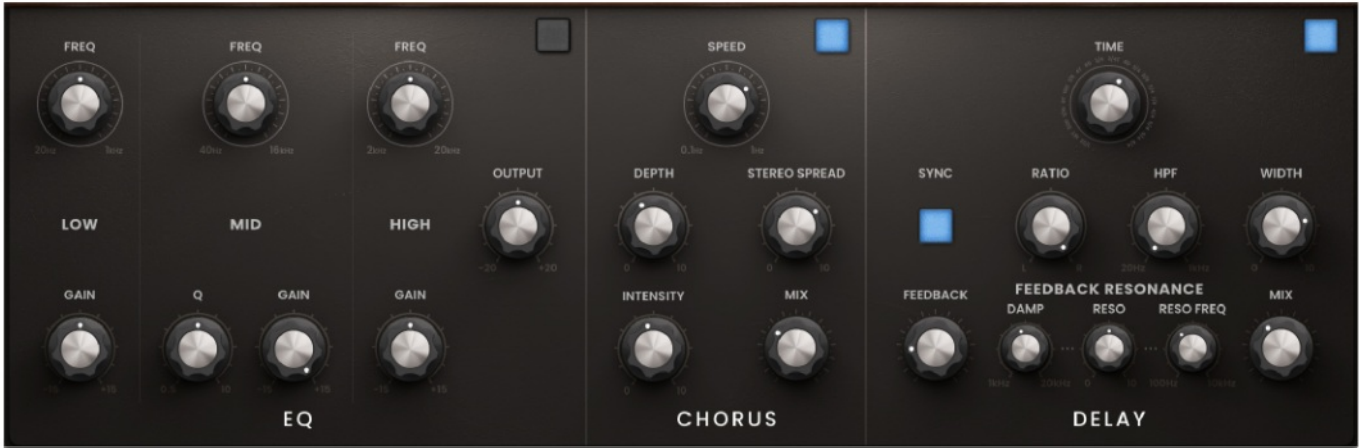 FREQ FREQ FREQ
20Hz 1kHz 40Hz 16kHz 2kHz 20kHz
OUTPUT
LOW MID HIGH
-20 +20
GAIN Q GAIN GAIN
-15 +15 0.5 10 -15 +15 -15 +15
EQ
SPEED
0.1Hz 1Hz
DEPTH STEREO SPREAD
0 10 0 10
INTENSITY MIX
0 10
CHORUS
TIME
SYNC RATIO HPF WIDTH
L R 20Hz 1kHz 0 10
FEEDBACK RESONANCE
FEEDBACK DAMP RESO RESO FREQ MIX
1kHz 20kHz 0 10 100Hz 10kHz
DELAY